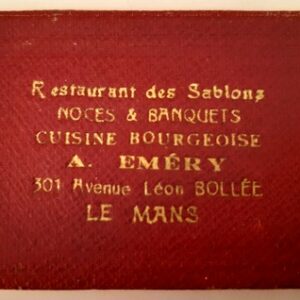 Restaurant des Sablons
NOCES & BANQUETS
CUISINE BOURGEOISE
A. EMÉRY
301 Avenue Léon BOLLÉE
LE MANS